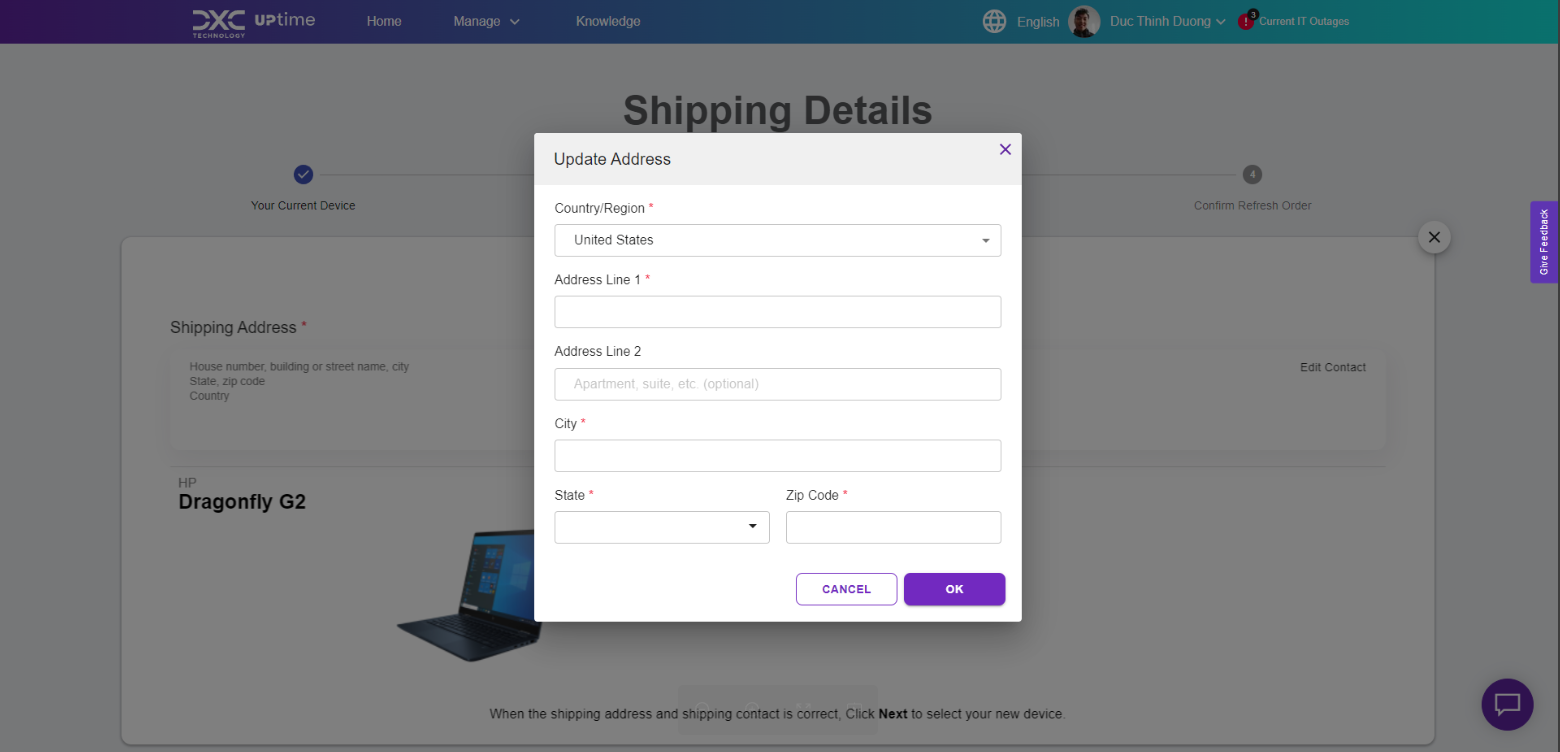 DXC UPtime
TECHNOLOGY
Home
Manage
Knowledge
English
Duc Thinh Duong
! 3
Current IT Outages
Shipping Details
Your Current Device
4
Confirm Refresh Order
Give Feedback
Update Address
Country/Region *
United States
Address Line 1 *
Address Line 2
Apartment, suite, etc. (optional)
City *
State *
Zip Code *
CANCEL
OK
Shipping Address *
House number, building or street name, city
State, zip code
Country
Edit Contact
HP
Dragonfly G2
When the shipping address and shipping contact is correct, Click Next to select your new device.